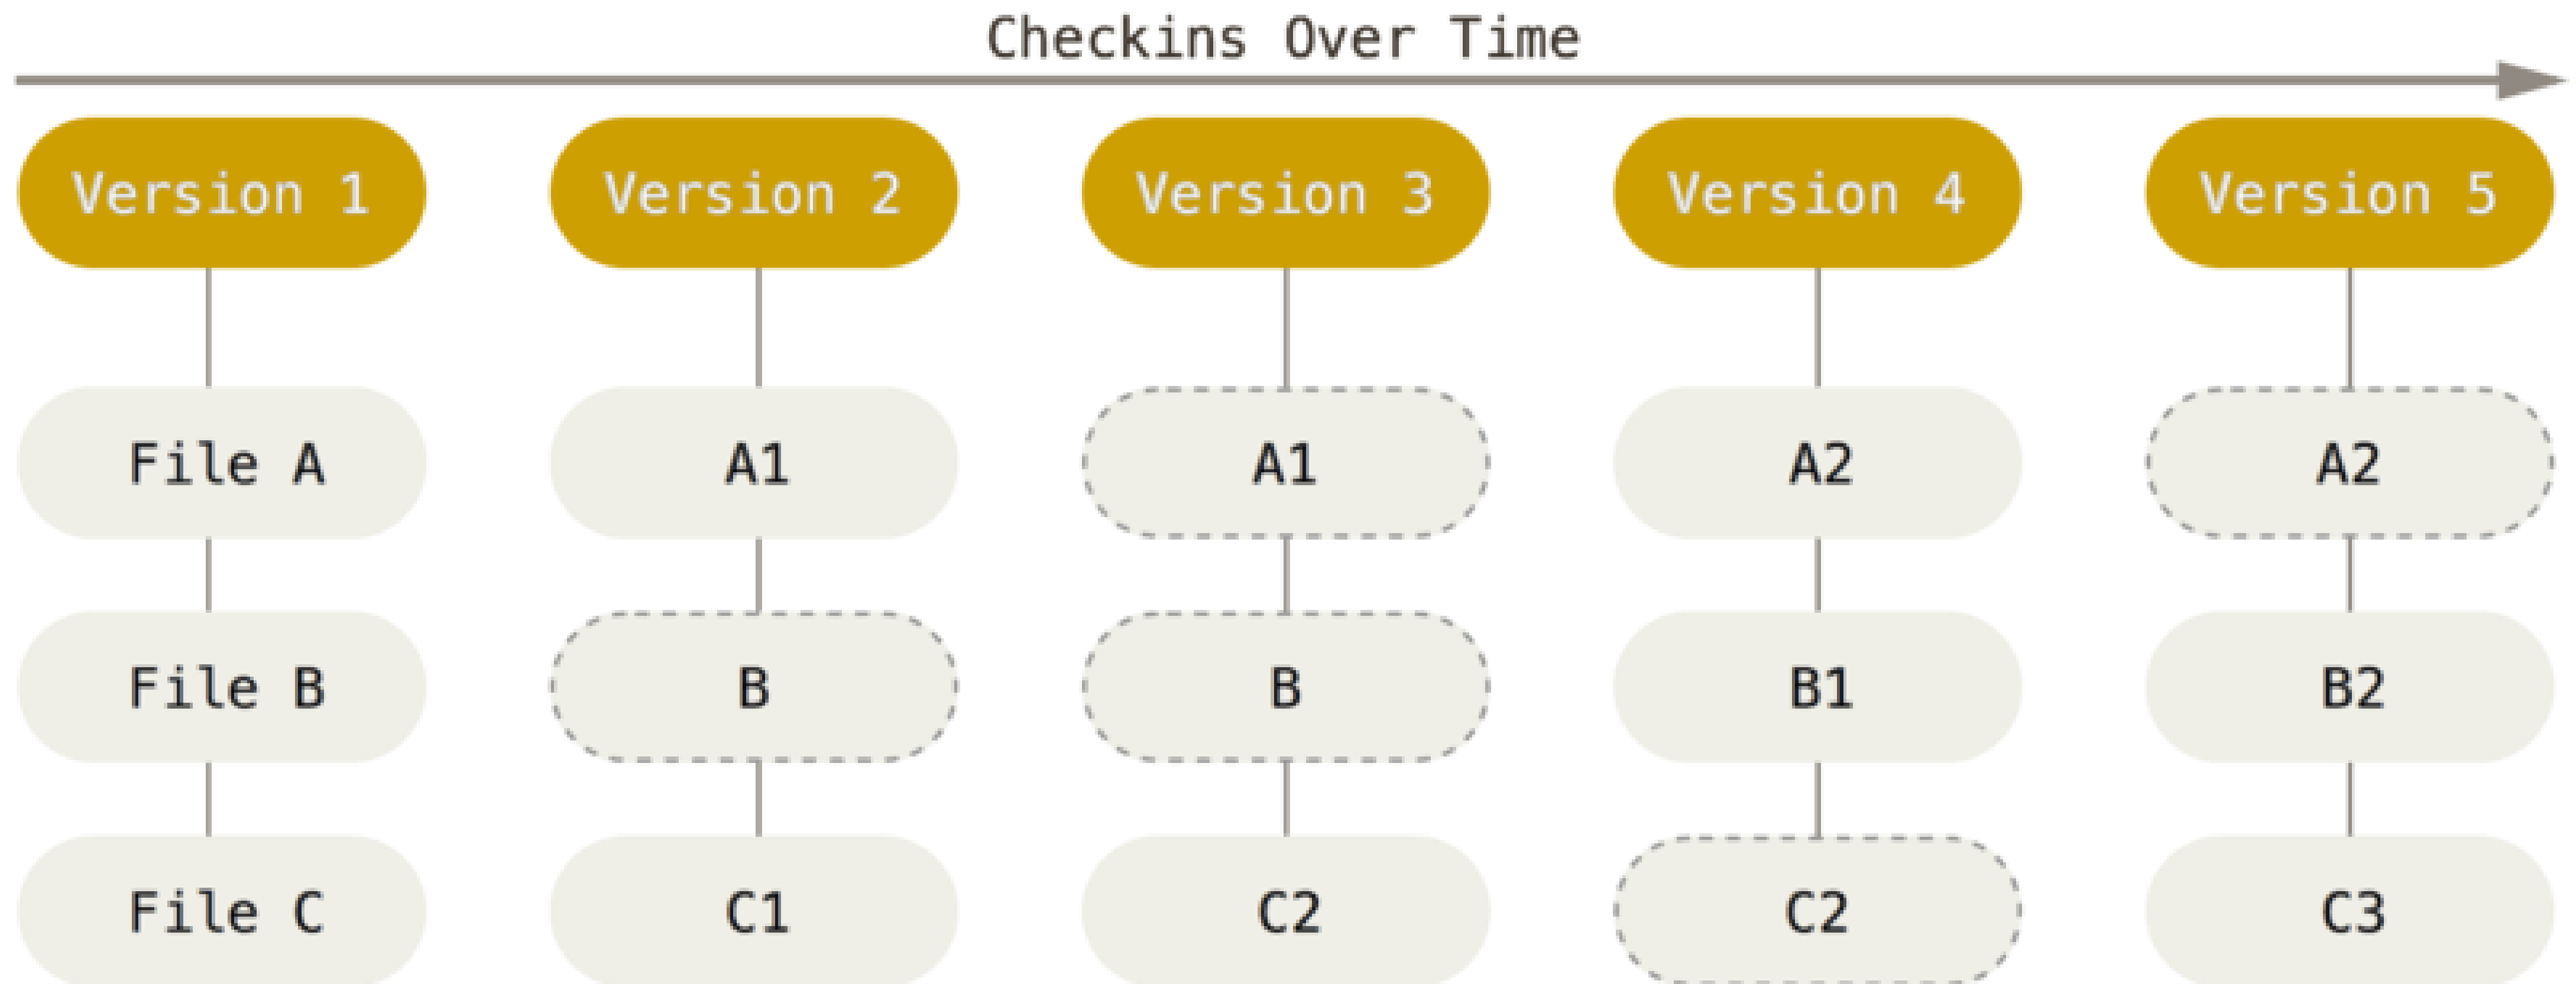 Checkins Over Time
Version 1 Version 2 Version 3 Version 4 Version 5
File A A1 A1 A2 A2
File B B B B1 B2
File C C1 C2 C2 C3